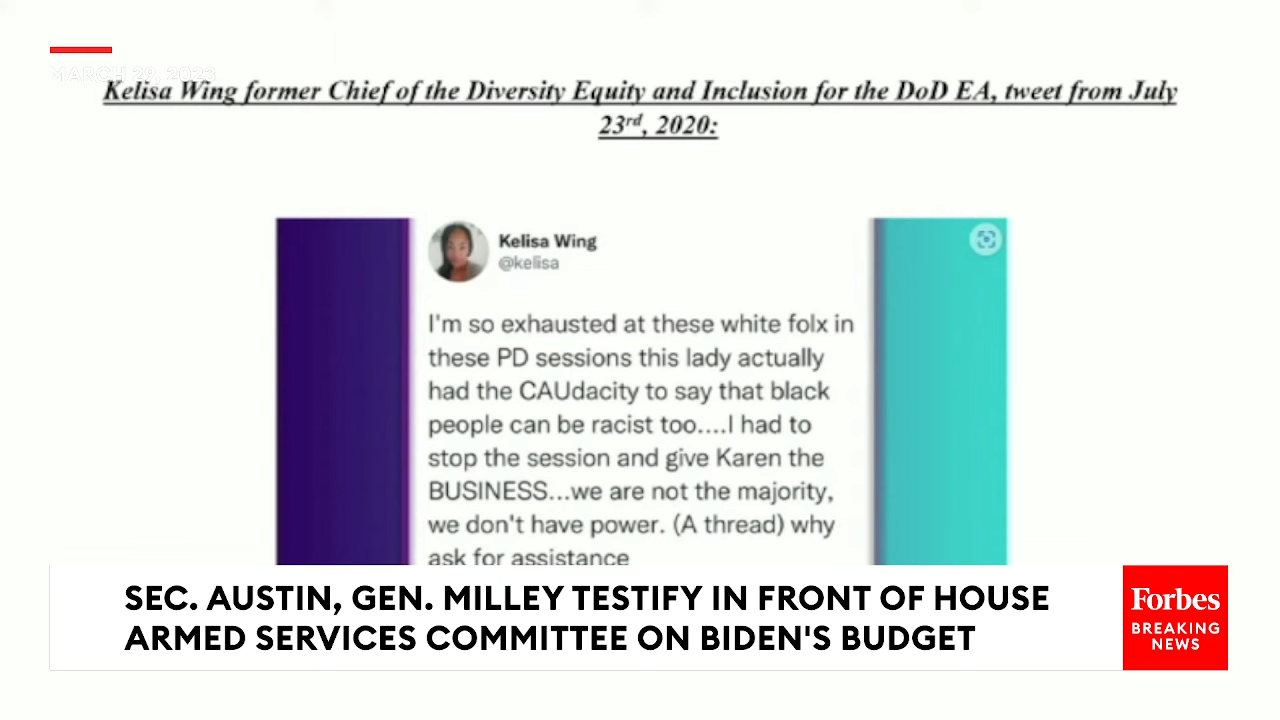 MARCH 29, 2023
Kelisa Wing former Chief of the Diversity Equity and Inclusion for the DoD EA, tweet from July
23rd, 2020:
Kelisa Wing
@kelisa
I'm so exhausted at these white folx in
these PD sessions this lady actually
had the CAUdacity to say that black
people can be racist too....I had to
stop the session and give Karen the
BUSINESS...we are not the majority,
we don't have power. (A thread) why
ask for assistance
SEC. AUSTIN, GEN. MILLEY TESTIFY IN FRONT OF HOUSE
ARMED SERVICES COMMITTEE ON BIDEN'S BUDGET
Forbes
BREAKING
NEWS